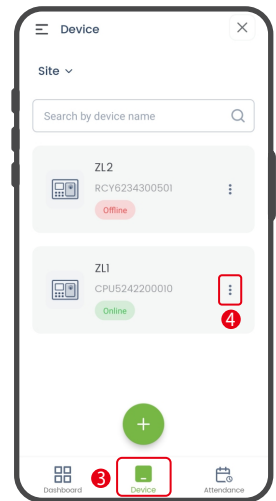 Device
Site
Search by device name
ZL2
RCY6234300501
Offline
ZL1
CPU5242200010
Online
4
3
Dashboard
Device
Attendance